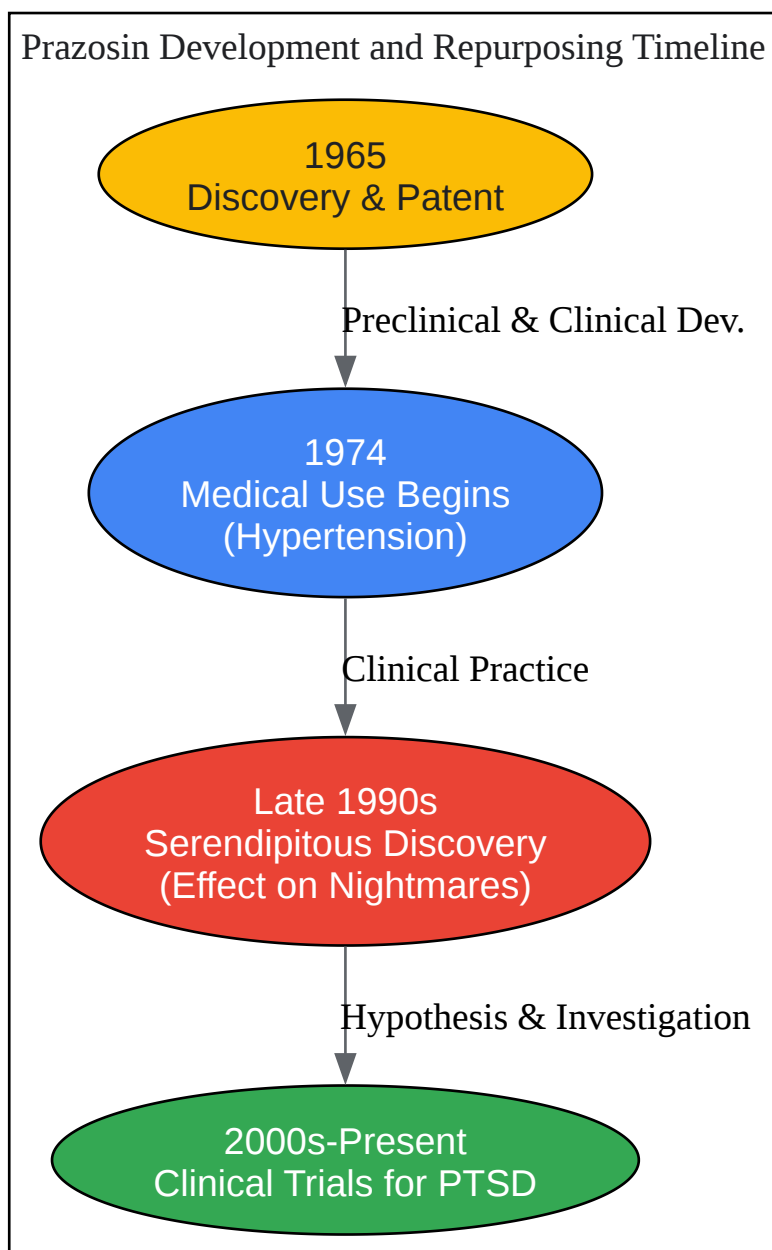 Prazosin Development and Repurposing Timeline
1965
Discovery & Patent
Preclinical & Clinical Dev.
1974
Medical Use Begins
(Hypertension)
Clinical Practice
Late 1990s
Serendipitous Discovery
(Effect on Nightmares)
Hypothesis & Investigation
2000s-Present
Clinical Trials for PTSD